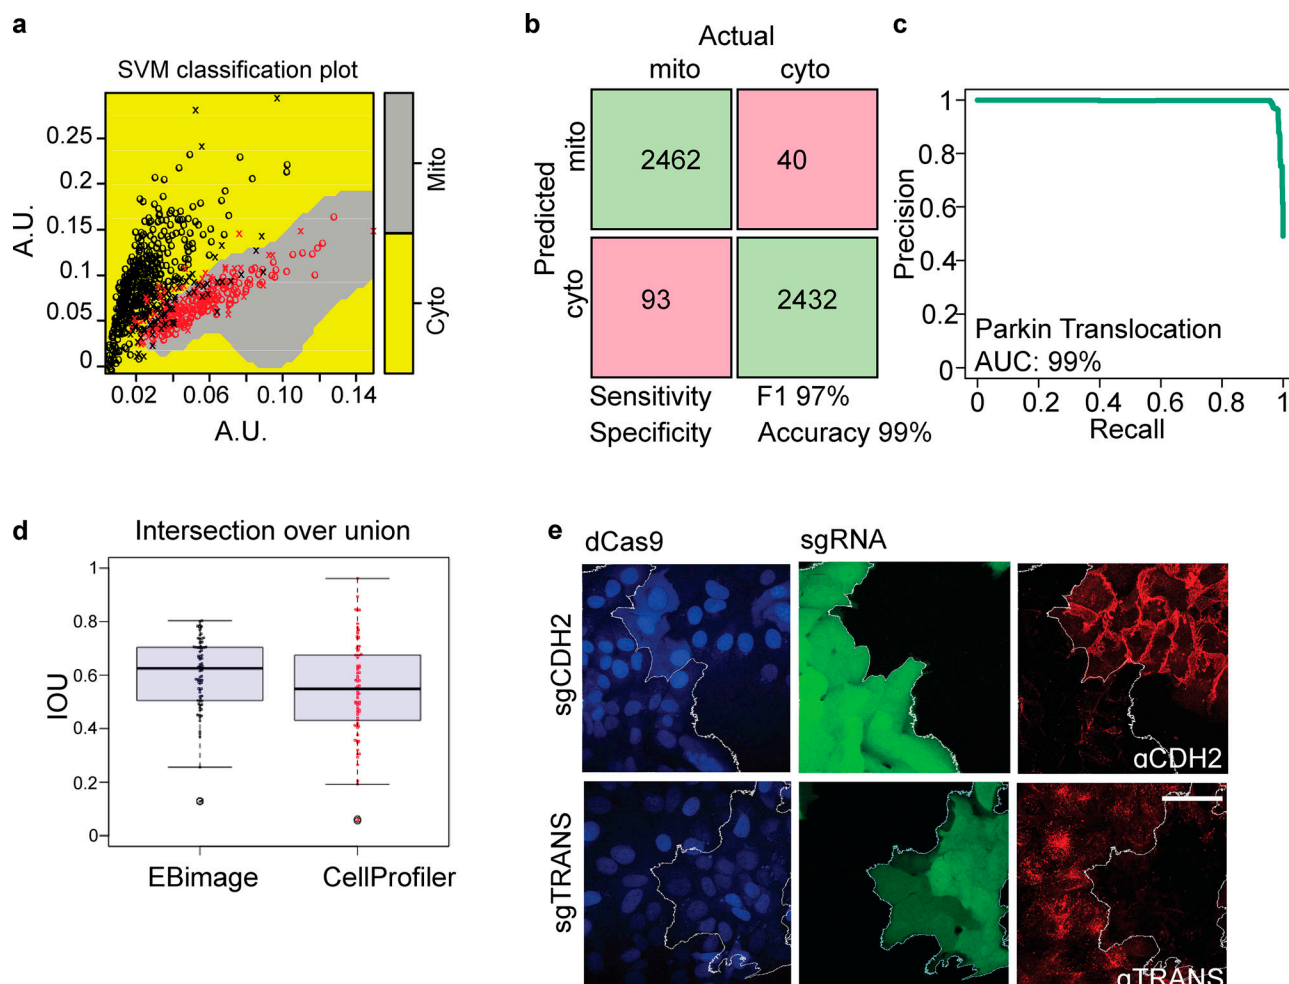 a
SVM classification plot
0.25
0.2
0.15
0.1
0.05
0
A.U.
0.02
0.06
0.10
0.14
A.U.
Mito
Cyto
b
Actual
mito
cyto
Predicted
mito
cyto
2462
40
93
2432
Sensitivity
F1 97%
Specificity
Accuracy 99%
c
Precision
1
0.8
0.6
0.4
0.2
0
Parkin Translocation
AUC: 99%
0
0.2
0.4
0.6
0.8
1
Recall
d
Intersection over union
IOU
1
0.8
0.6
0.4
0.2
0
EBimage
CellProfiler
e
dCas9
sgRNA
sgCDH2
αCDH2
sgTRANS
αTRANS